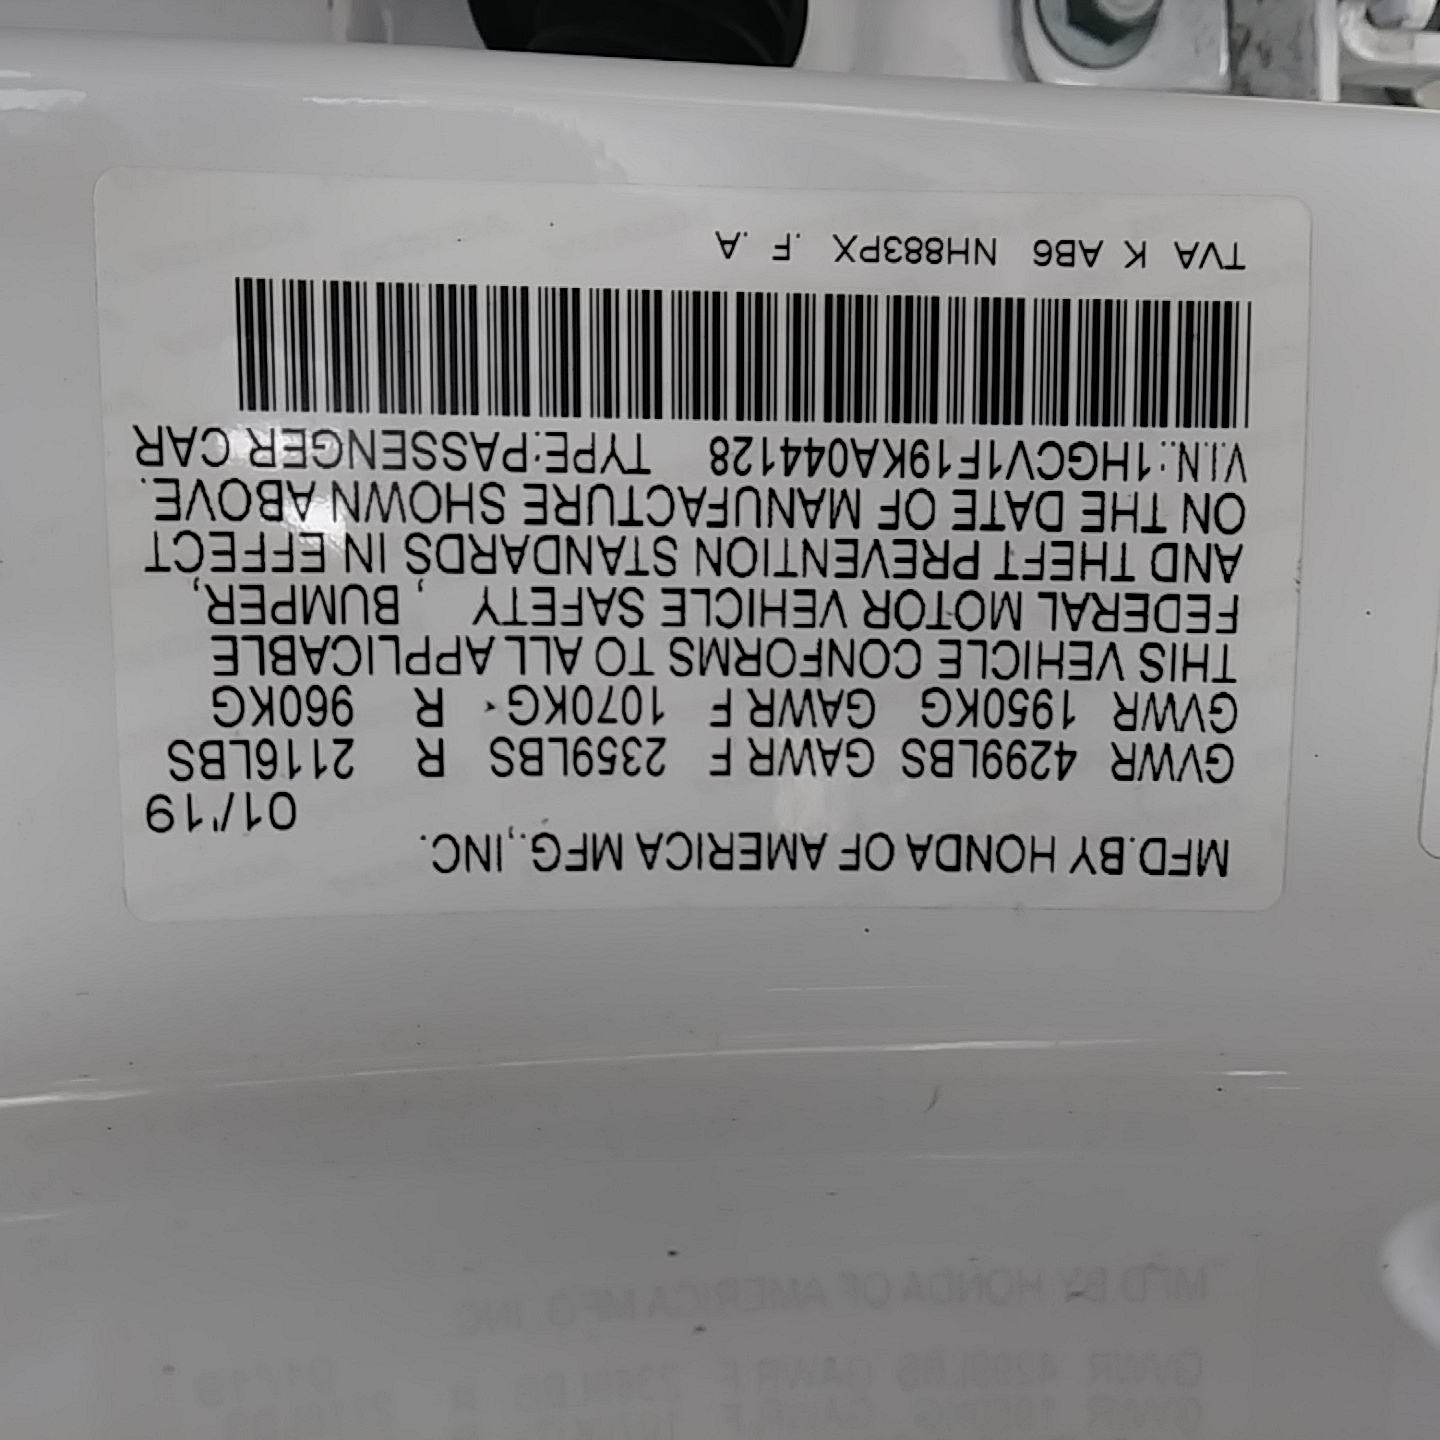 MFD.BY HONDA OF AMERICA MFG.,INC.
01/'19
GVWR 4299LBS GAWR F 2359LBS R 2116LBS
GVWR 1950KG GAWR F 1070KG R 960KG
THIS VEHICLE CONFORMS TO ALL APPLICABLE
FEDERAL MOTOR VEHICLE SAFETY , BUMPER,
AND THEFT PREVENTION STANDARDS IN EFFECT
ON THE DATE OF MANUFACTURE SHOWN ABOVE.
V.I.N.:1HGCV1F19KA044128 TYPE:PASSENGER CAR
TVA K AB6 NH883PX .F .A